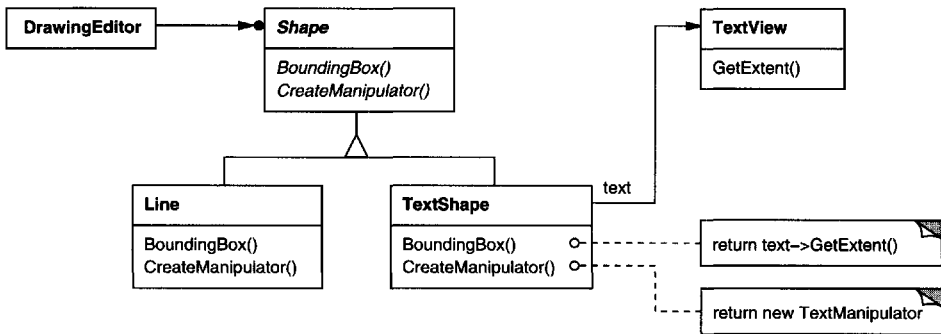 DrawingEditor
Shape
BoundingBox()
CreateManipulator()
TextView
GetExtent()
Line
BoundingBox()
CreateManipulator()
TextShape
BoundingBox()
CreateManipulator()
text
return text–>GetExtent()
return new TextManipulator